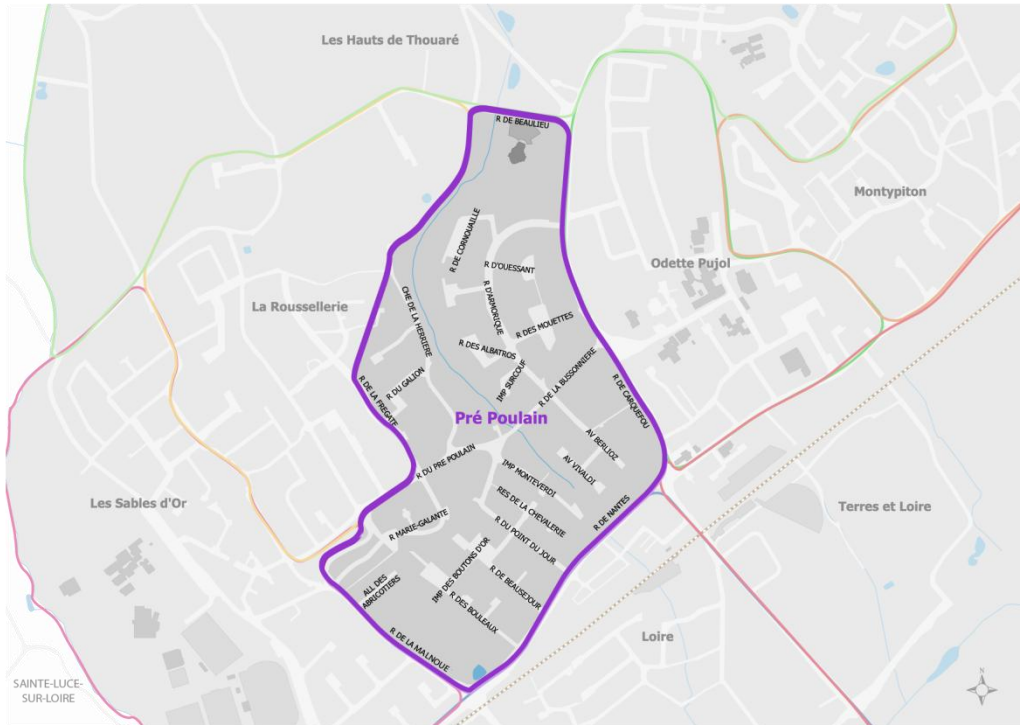 Les Hauts de Thouaré
R DE BEAULIEU
Montypiton
R DE CORNOUAILLE
Odette Pujol
R D'OUESSANT
La Roussellerie
CHE DE LA HERRIERE
R D'ARMORIQUE
R DES MOUETTES
R DES ALBATROS
IMP SURCOUF
R DE LA BUISSONNIERE
R DE CARQUEFOU
R DU GALION
R DE LA FREGATE
Pré Poulain
AV BERLIOZ
R DU PRE POULAIN
IMP MONTEVERDI
AV VIVALDI
Les Sables d'Or
RES DE LA CHEVALERIE
R DE NANTES
Terres et Loire
R MARIE-GALANTE
R DU POINT DU JOUR
IMP DES BOUTONS D'OR
R DE BEAUSEJOUR
ALL DES
ABRICOTIERS
R DES BOULEAUX
R DE LA MALNOUE
Loire
SAINTE-LUCE-
SUR-LOIRE
N